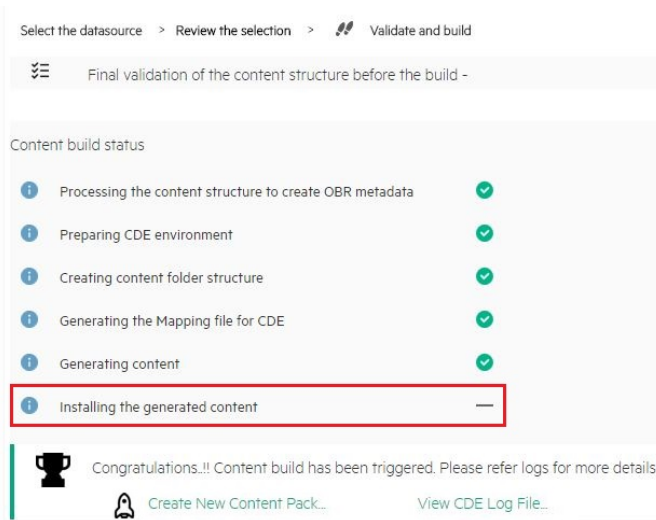 Select the datasource > Review the selection > Validate and build
Final validation of the content structure before the build -
Content build status
Processing the content structure to create OBR metadata
Preparing CDE environment
Creating content folder structure
Generating the Mapping file for CDE
Generating content
Installing the generated content
Congratulations..!! Content build has been triggered. Please refer logs for more details
Create New Content Pack... View CDE Log File...